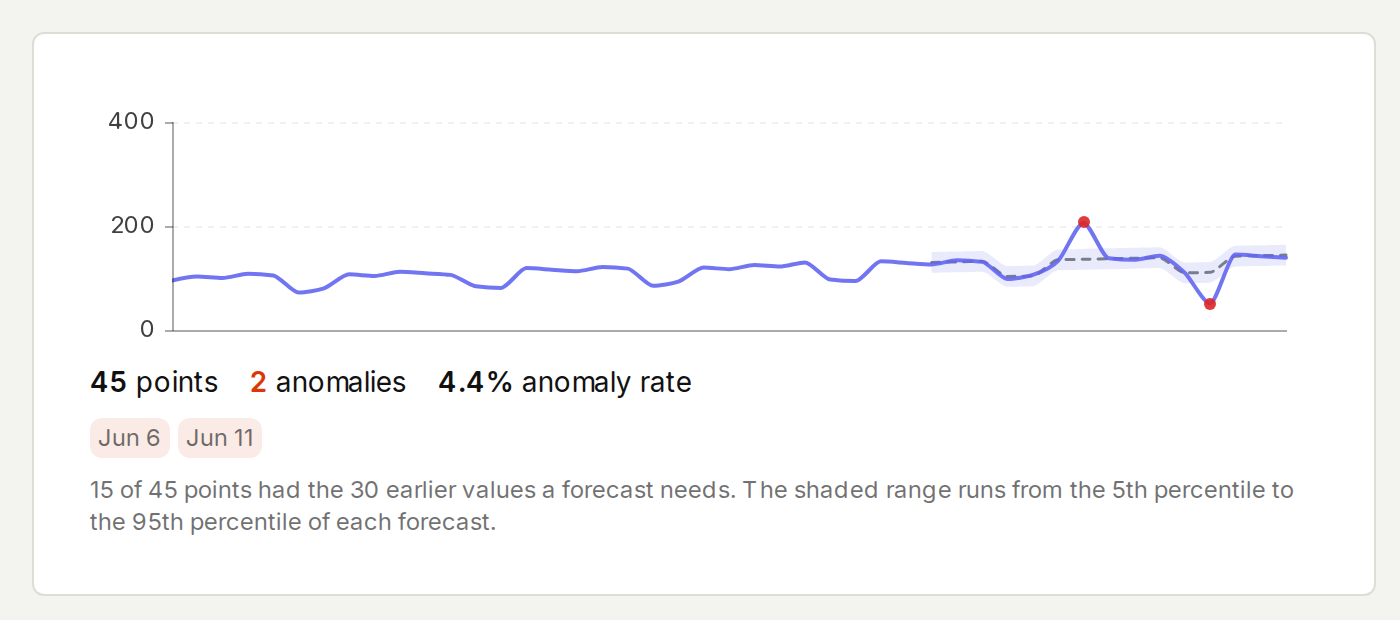 400
200
0
45 points 2 anomalies 4.4% anomaly rate
Jun 6 Jun 11
15 of 45 points had the 30 earlier values a forecast needs. The shaded range runs from the 5th percentile to
the 95th percentile of each forecast.